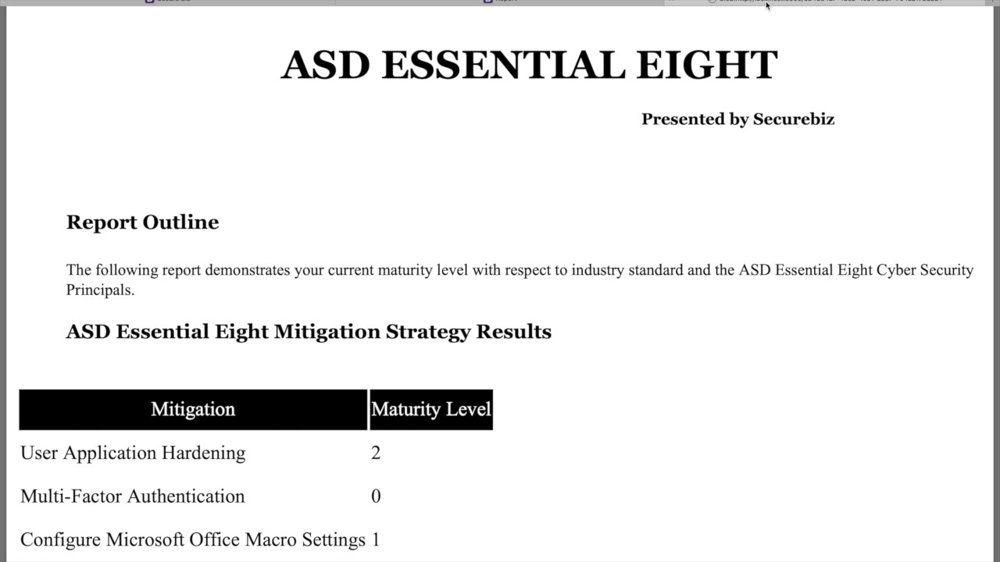 ASD ESSENTIAL EIGHT
Presented by Securebiz
Report Outline
The following report demonstrates your current maturity level with respect to industry standard and the ASD Essential Eight Cyber Security
Principals.
ASD Essential Eight Mitigation Strategy Results
Mitigation Maturity Level
User Application Hardening 2
Multi-Factor Authentication 0
Configure Microsoft Office Macro Settings 1